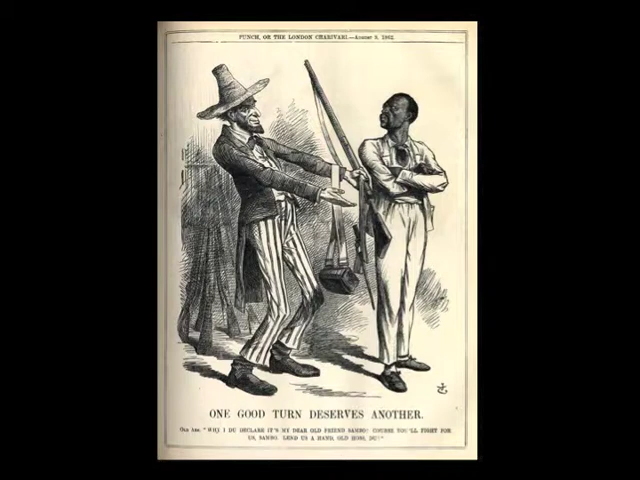 PUNCH, OR THE LONDON CHARIVARI.—August 9, 1862.
ONE GOOD TURN DESERVES ANOTHER.
Old Abe. "WHY I DU DECLARE IT'S MY DEAR OLD FRIEND SAMBO! COURSE YOU'LL FIGHT FOR
US, SAMBO. LEND US A HAND, OLD HOSS, DU!"